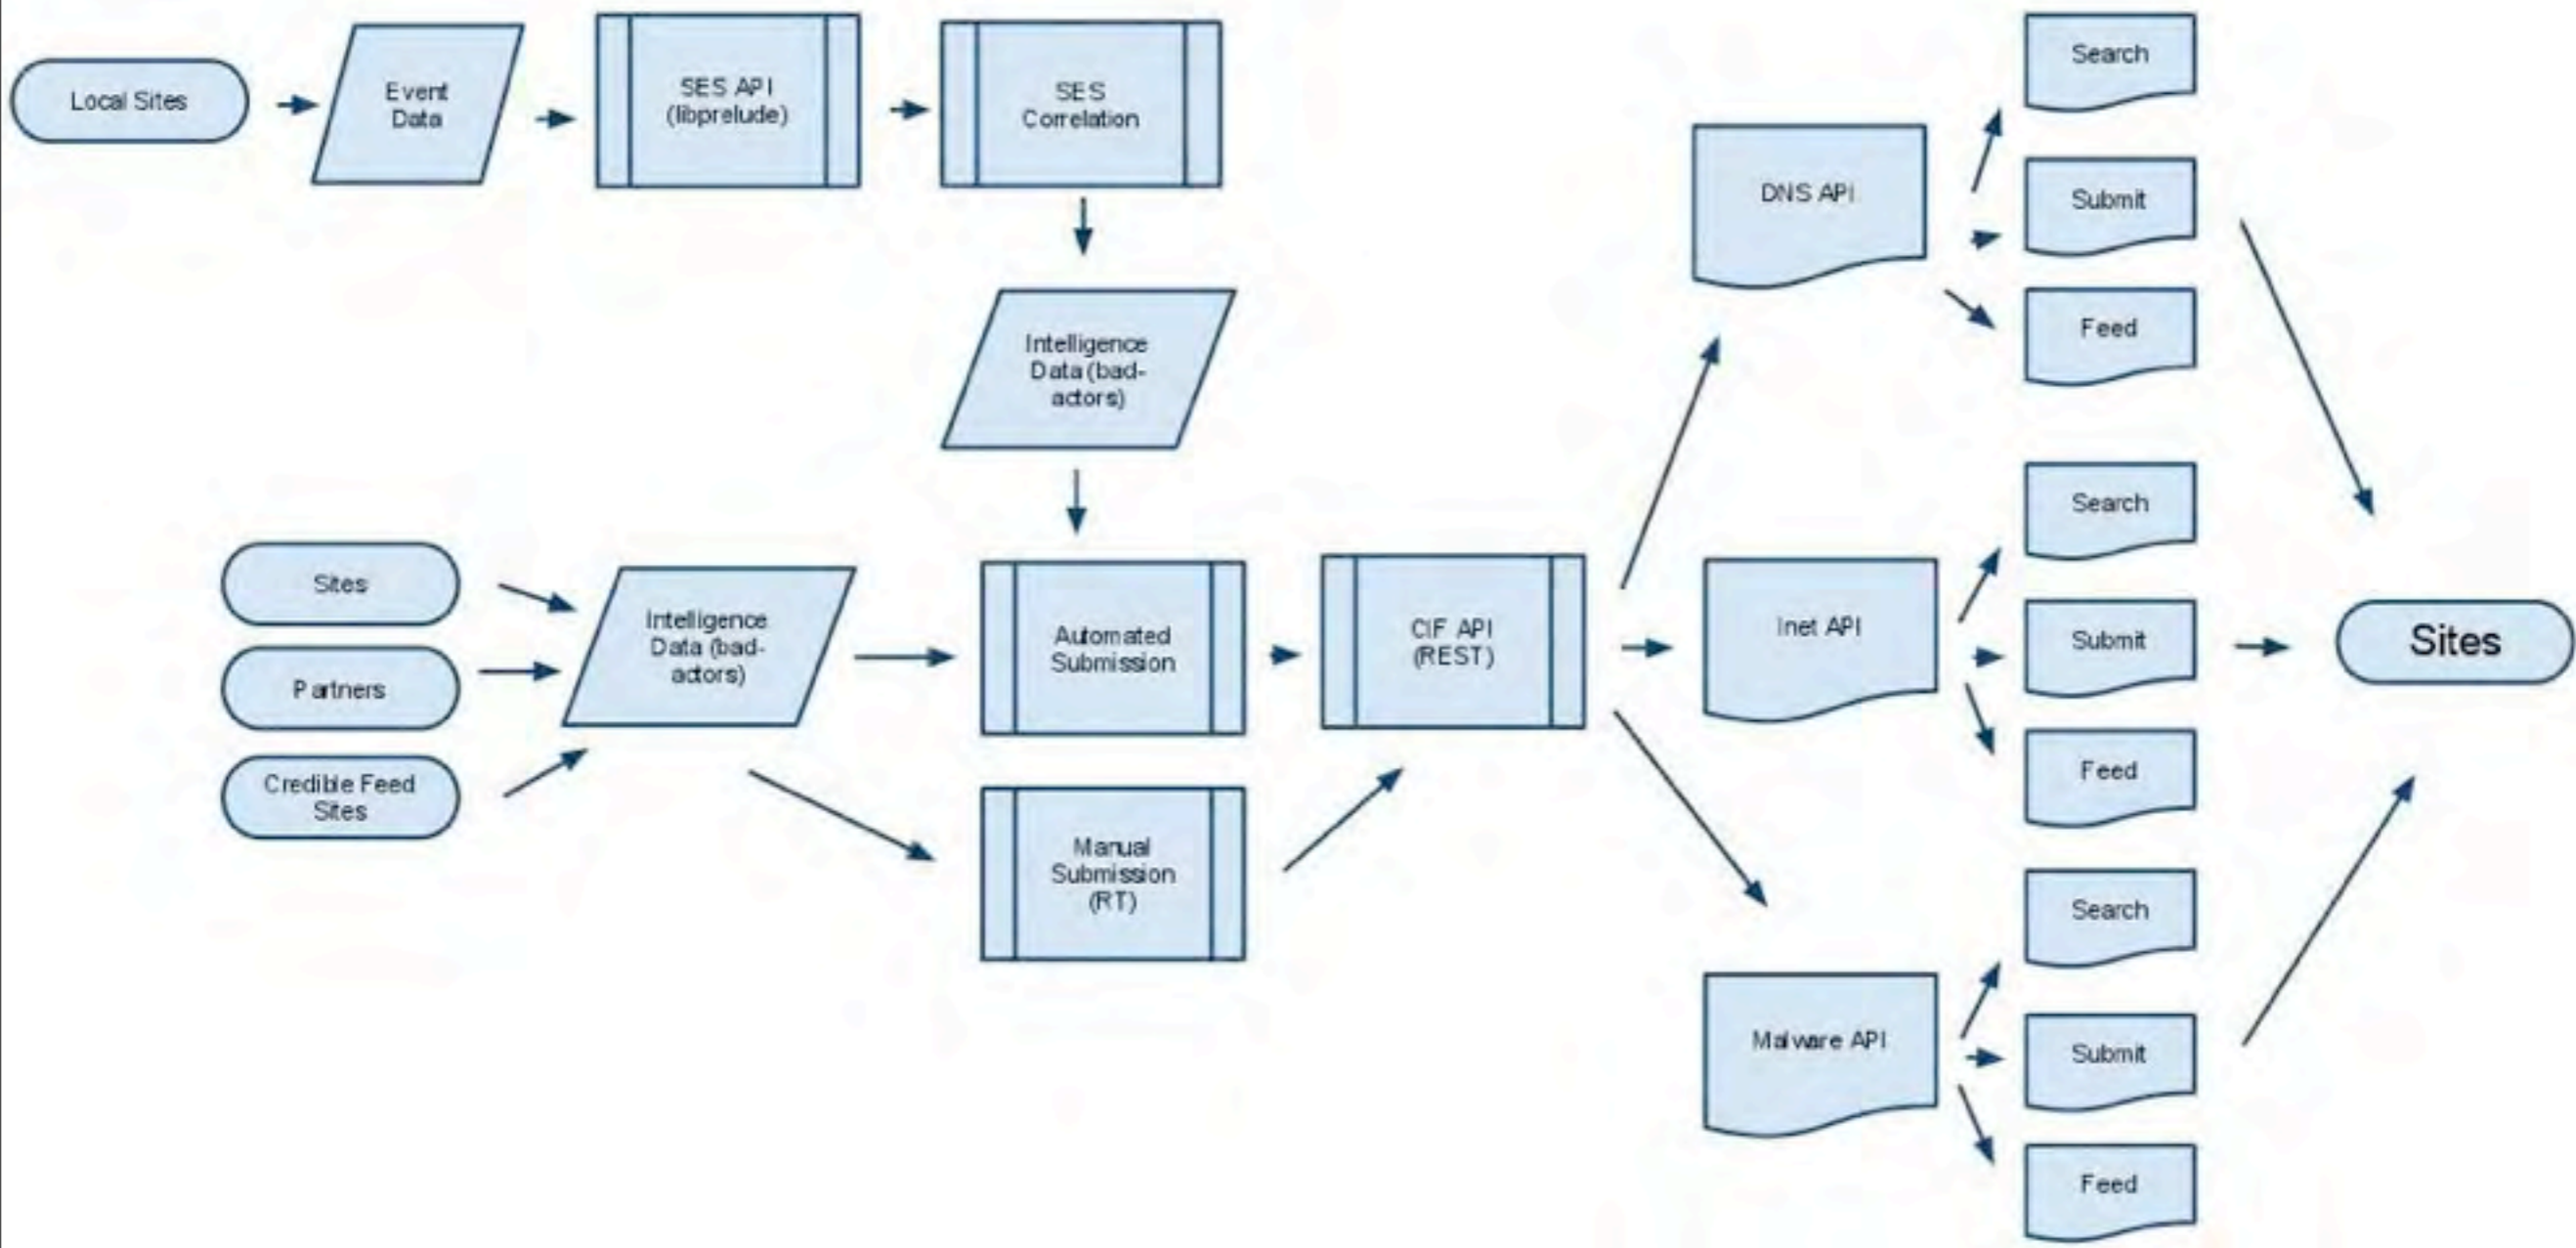 Local Sites
Event
Data
SES API
(libprelude)
SES
Correlation
Intelligence
Data (bad-
actors)
Sites
Partners
Credible Feed
Sites
Intelligence
Data (bad-
actors)
Automated
Submission
Manual
Submission
(RT)
CIF API
(REST)
DNS API
Search
Submit
Feed
Inet API
Search
Submit
Feed
Malware API
Search
Submit
Feed
Sites